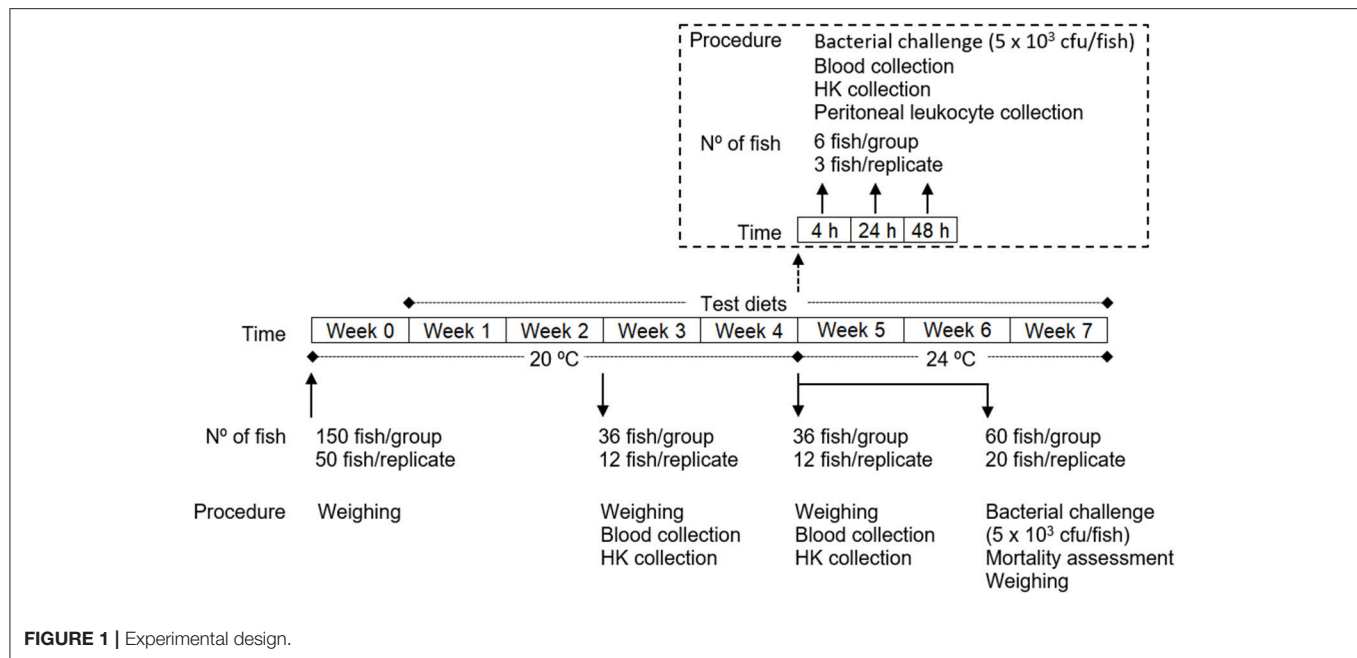 Procedure Bacterial challenge (5 x 10³ cfu/fish)
Blood collection
HK collection
Peritoneal leukocyte collection
Nº of fish 6 fish/group
3 fish/replicate
Time 4 h 24 h 48 h
Test diets
Time Week 0 Week 1 Week 2 Week 3 Week 4 Week 5 Week 6 Week 7
20 ºC 24 ºC
Nº of fish 150 fish/group 36 fish/group 36 fish/group 60 fish/group
50 fish/replicate 12 fish/replicate 12 fish/replicate 20 fish/replicate
Procedure Weighing Weighing Weighing Bacterial challenge
Blood collection Blood collection (5 x 10³ cfu/fish)
HK collection HK collection Mortality assessment
Weighing
FIGURE 1 | Experimental design.